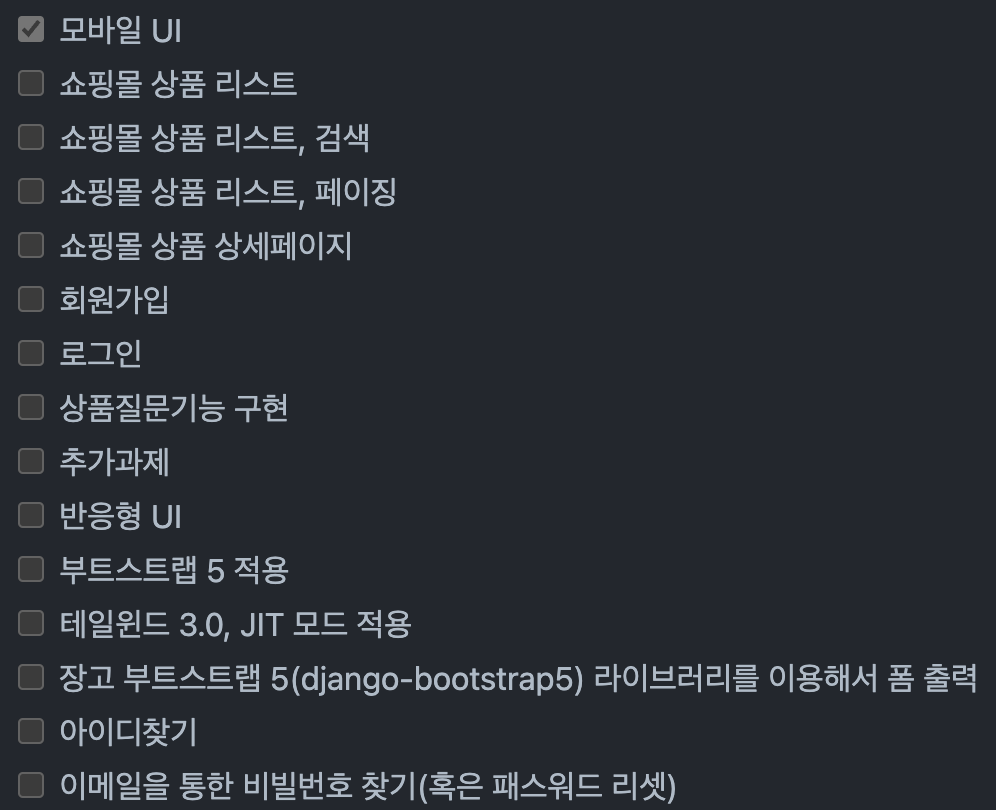 모바일 UI
쇼핑몰 상품 리스트
쇼핑몰 상품 리스트, 검색
쇼핑몰 상품 리스트, 페이징
쇼핑몰 상품 상세페이지
회원가입
로그인
상품질문기능 구현
추가과제
반응형 UI
부트스트랩 5 적용
테일윈드 3.0, JIT 모드 적용
장고 부트스트랩 5(django-bootstrap5) 라이브러리를 이용해서 폼 출력
아이디찾기
이메일을 통한 비빌번호 찾기(혹은 패스워드 리셋)